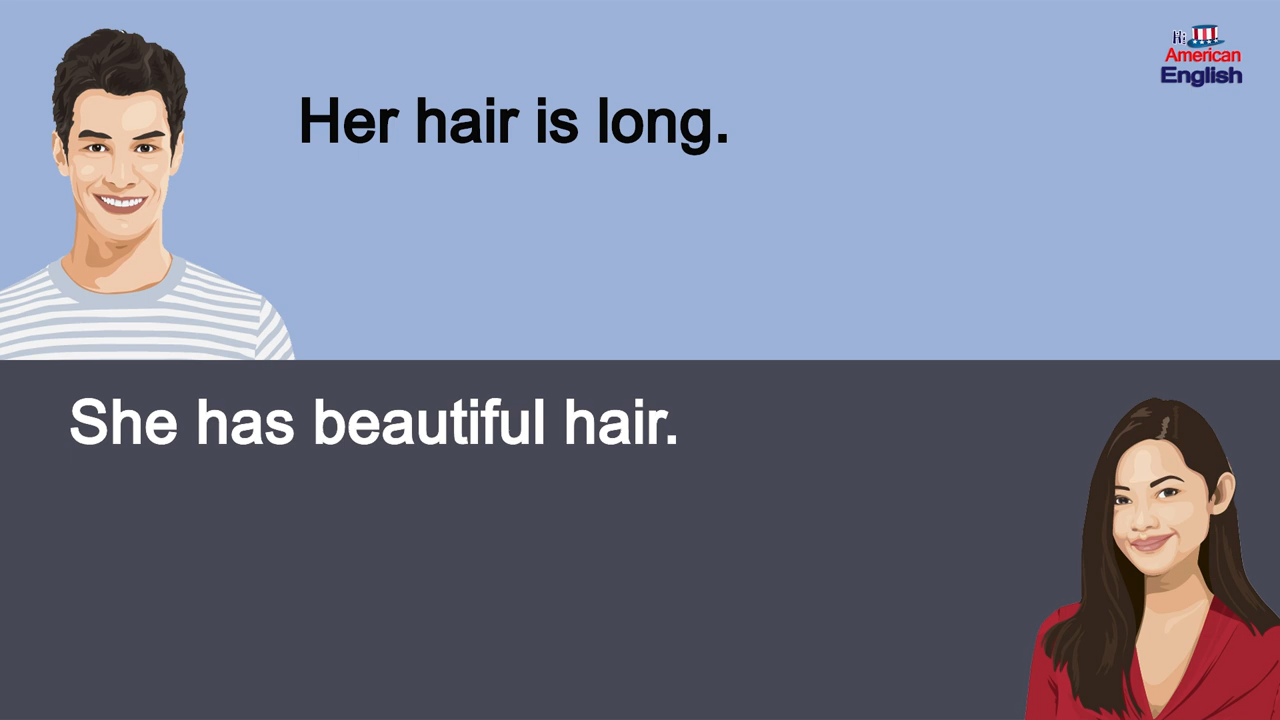 Hi
American
English
Her hair is long.
She has beautiful hair.